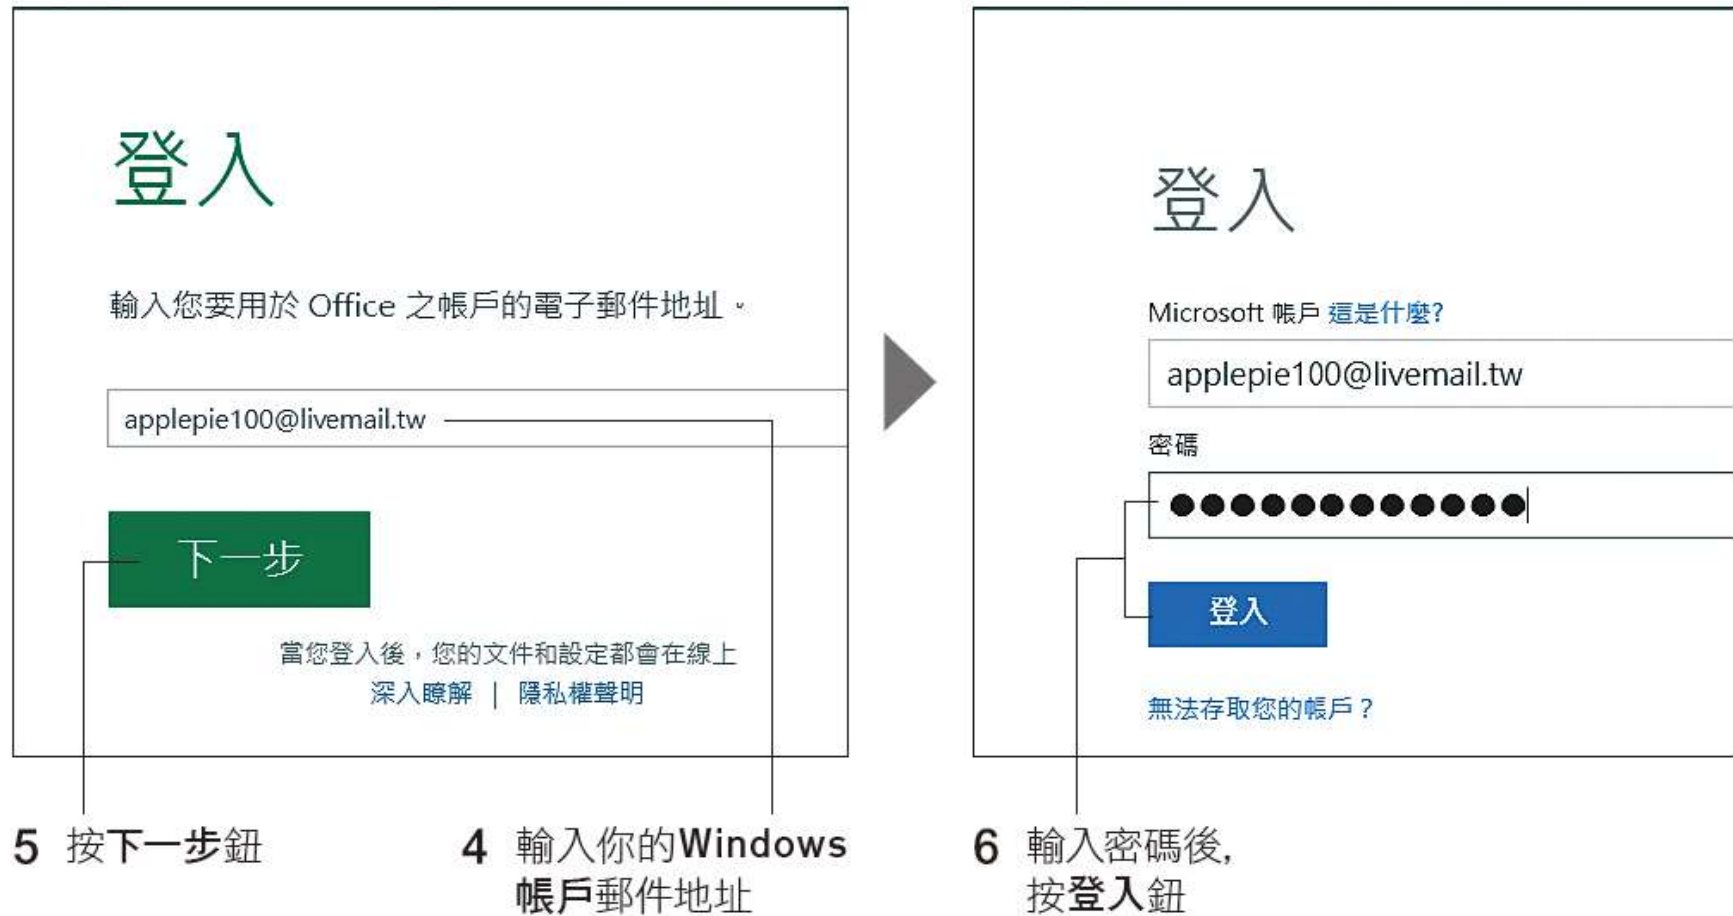 登入
輸入您要用於 Office 之帳戶的電子郵件地址。
applepie100@livemail.tw
下一步
當您登入後，您的文件和設定都會在線上
深入瞭解 | 隱私權聲明
5 按下一步鈕
4 輸入你的Windows
帳戶郵件地址
登入
Microsoft 帳戶 這是什麼?
applepie100@livemail.tw
密碼
●●●●●●●●●●●●
登入
無法存取您的帳戶？
6 輸入密碼後,
按登入鈕